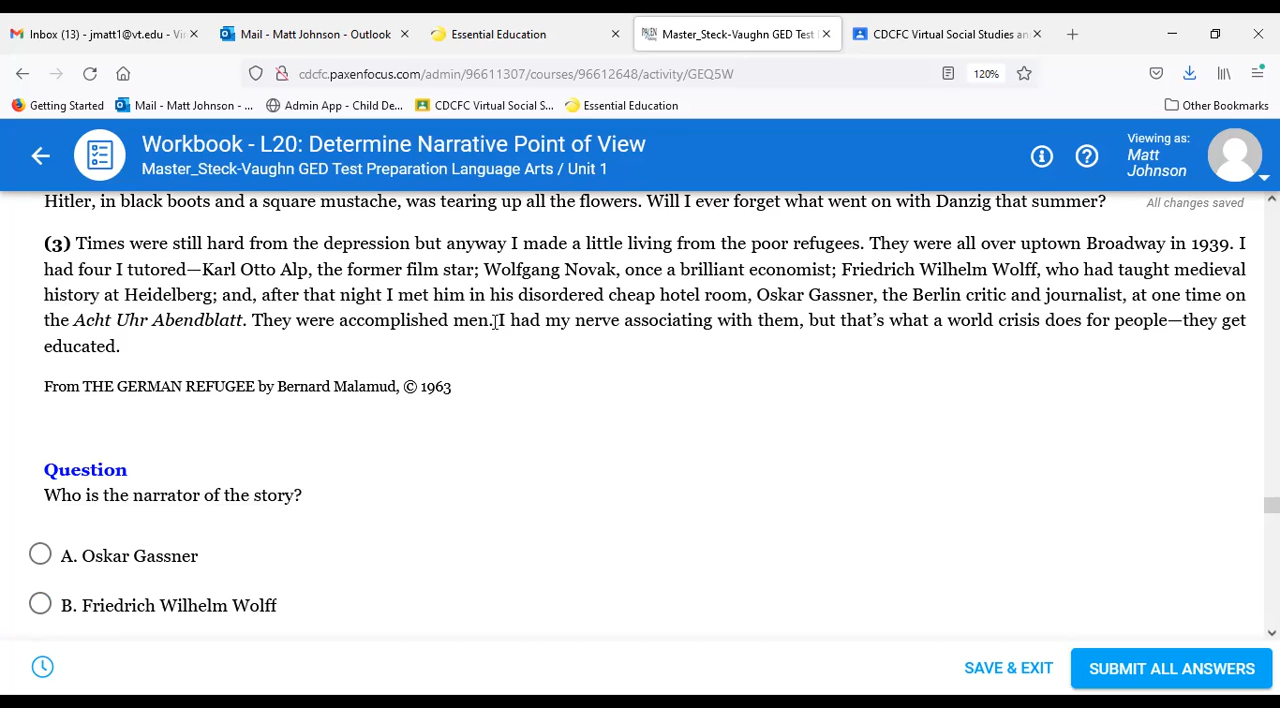 Inbox (13) - jmatt1@vt.edu - Vi
Mail - Matt Johnson - Outlook
Essential Education
Master_Steck-Vaughn GED Test
CDCFC Virtual Social Studies an
cdcfc.paxenfocus.com/admin/96611307/courses/96612648/activity/GEQ5W
120%
Getting Started
Mail - Matt Johnson - ...
Admin App - Child De...
CDCFC Virtual Social S...
Essential Education
Other Bookmarks
Workbook - L20: Determine Narrative Point of View
Master_Steck-Vaughn GED Test Preparation Language Arts / Unit 1
Viewing as:
Matt
Johnson
Hitler, in black boots and a square mustache, was tearing up all the flowers. Will I ever forget what went on with Danzig that summer?
All changes saved
(3) Times were still hard from the depression but anyway I made a little living from the poor refugees. They were all over uptown Broadway in 1939. I
had four I tutored—Karl Otto Alp, the former film star; Wolfgang Novak, once a brilliant economist; Friedrich Wilhelm Wolff, who had taught medieval
history at Heidelberg; and, after that night I met him in his disordered cheap hotel room, Oskar Gassner, the Berlin critic and journalist, at one time on
the Acht Uhr Abendblatt. They were accomplished men. I had my nerve associating with them, but that's what a world crisis does for people—they get
educated.
From THE GERMAN REFUGEE by Bernard Malamud, © 1963
Question
Who is the narrator of the story?
A. Oskar Gassner
B. Friedrich Wilhelm Wolff
SAVE & EXIT
SUBMIT ALL ANSWERS